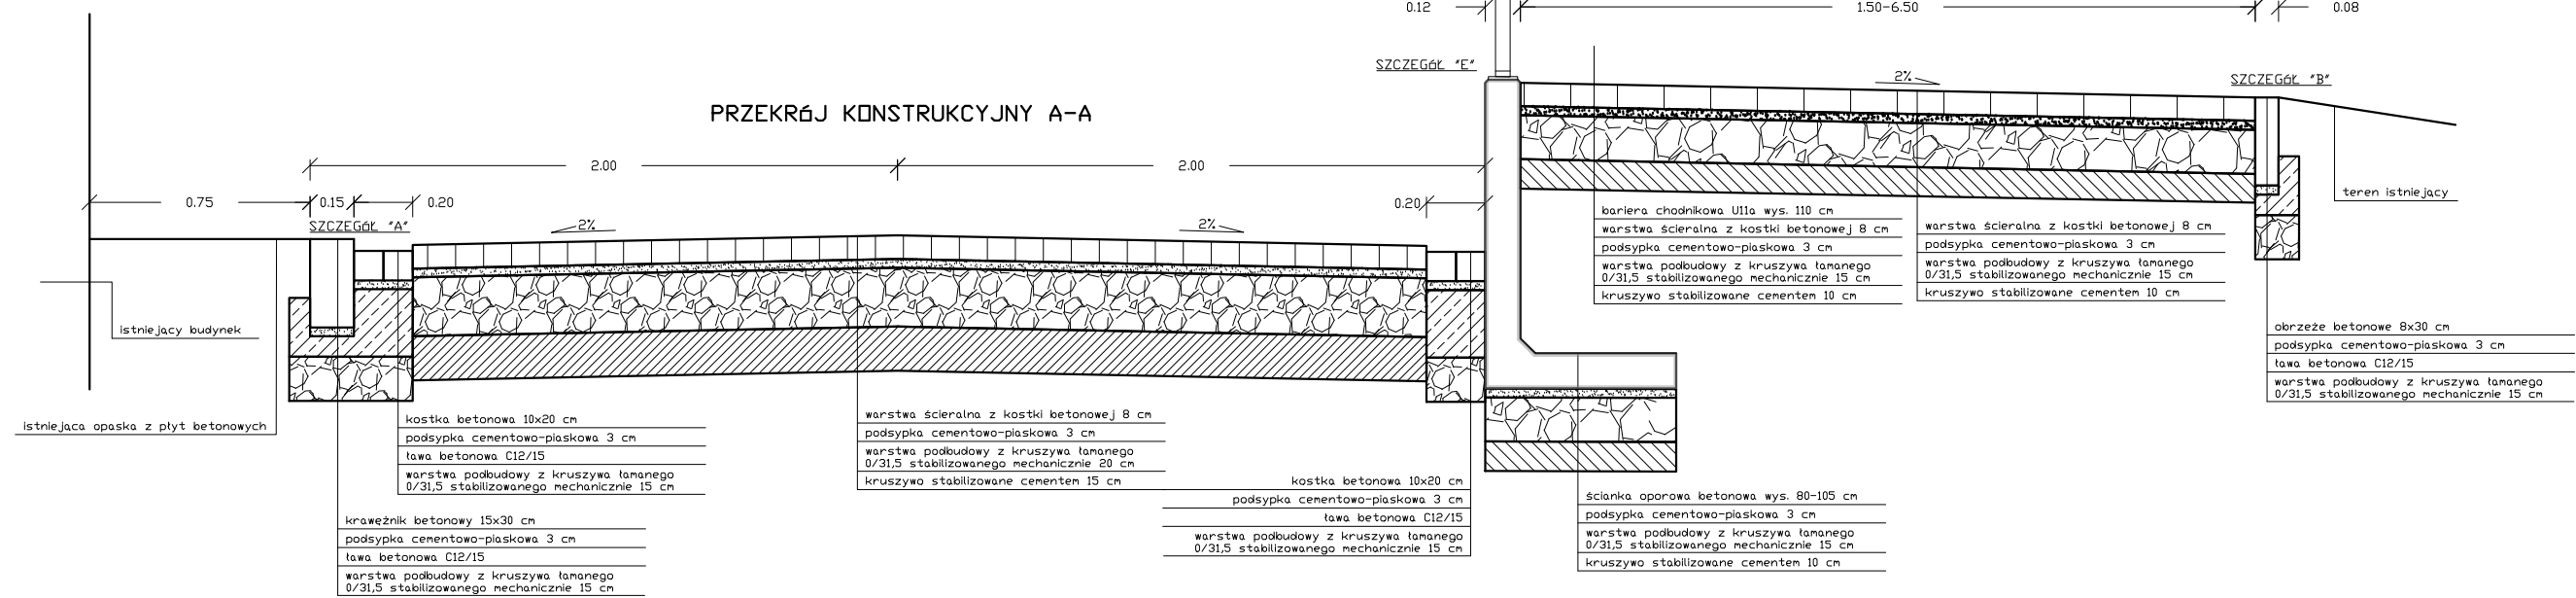 0.12
1.50-6.50
0.08
SZCZEGóŁ "E"
2%
SZCZEGóŁ "B"
PRZEKRóJ KONSTRUKCYJNY A-A
2.00
2.00
0.75
0.15
0.20
0.20
SZCZEGóŁ "A"
2%
2%
teren istniejący
bariera chodnikowa U11a wys. 110 cm
warstwa ścieralna z kostki betonowej 8 cm
podsypka cementowo-piaskowa 3 cm
warstwa podbudowy z kruszywa łamanego
0/31,5 stabilizowanego mechanicznie 15 cm
kruszywo stabilizowane cementem 10 cm
warstwa ścieralna z kostki betonowej 8 cm
podsypka cementowo-piaskowa 3 cm
warstwa podbudowy z kruszywa łamanego
0/31,5 stabilizowanego mechanicznie 15 cm
kruszywo stabilizowane cementem 10 cm
istniejący budynek
obrzeże betonowe 8x30 cm
podsypka cementowo-piaskowa 3 cm
ława betonowa C12/15
warstwa podbudowy z kruszywa łamanego
0/31,5 stabilizowanego mechanicznie 15 cm
istniejąca opaska z płyt betonowych
kostka betonowa 10x20 cm
podsypka cementowo-piaskowa 3 cm
ława betonowa C12/15
warstwa podbudowy z kruszywa łamanego
0/31,5 stabilizowanego mechanicznie 15 cm
warstwa ścieralna z kostki betonowej 8 cm
podsypka cementowo-piaskowa 3 cm
warstwa podbudowy z kruszywa łamanego
0/31,5 stabilizowanego mechanicznie 20 cm
kruszywo stabilizowane cementem 15 cm
kostka betonowa 10x20 cm
podsypka cementowo-piaskowa 3 cm
ława betonowa C12/15
warstwa podbudowy z kruszywa łamanego
0/31,5 stabilizowanego mechanicznie 15 cm
ścianka oporowa betonowa wys. 80-105 cm
podsypka cementowo-piaskowa 3 cm
warstwa podbudowy z kruszywa łamanego
0/31,5 stabilizowanego mechanicznie 15 cm
kruszywo stabilizowane cementem 10 cm
krawężnik betonowy 15x30 cm
podsypka cementowo-piaskowa 3 cm
ława betonowa C12/15
warstwa podbudowy z kruszywa łamanego
0/31,5 stabilizowanego mechanicznie 15 cm